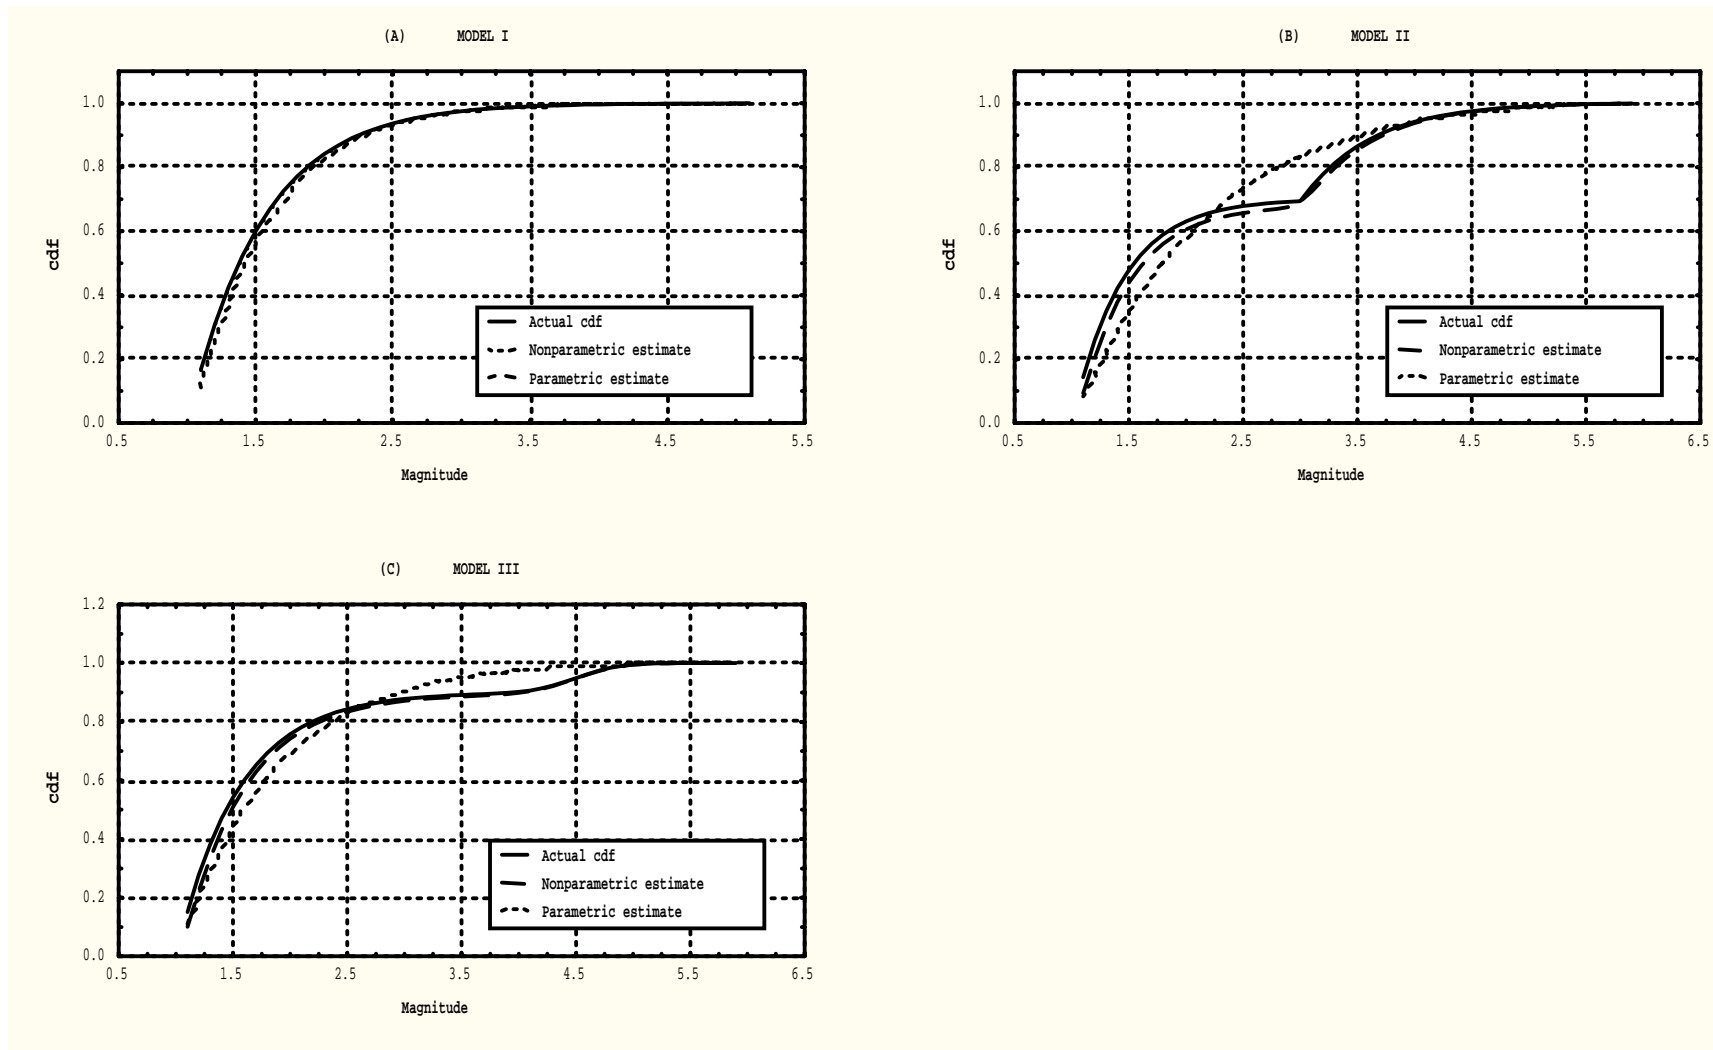 (A) MODEL I
1.0
0.8
0.6
0.4
0.2
0.0
cdf
Actual cdf
Nonparametric estimate
Parametric estimate
0.5 1.5 2.5 3.5 4.5 5.5
Magnitude
(B) MODEL II
1.0
0.8
0.6
0.4
0.2
0.0
cdf
Actual cdf
Nonparametric estimate
Parametric estimate
0.5 1.5 2.5 3.5 4.5 5.5 6.5
Magnitude
(C) MODEL III
1.2
1.0
0.8
0.6
0.4
0.2
0.0
cdf
Actual cdf
Nonparametric estimate
Parametric estimate
0.5 1.5 2.5 3.5 4.5 5.5 6.5
Magnitude